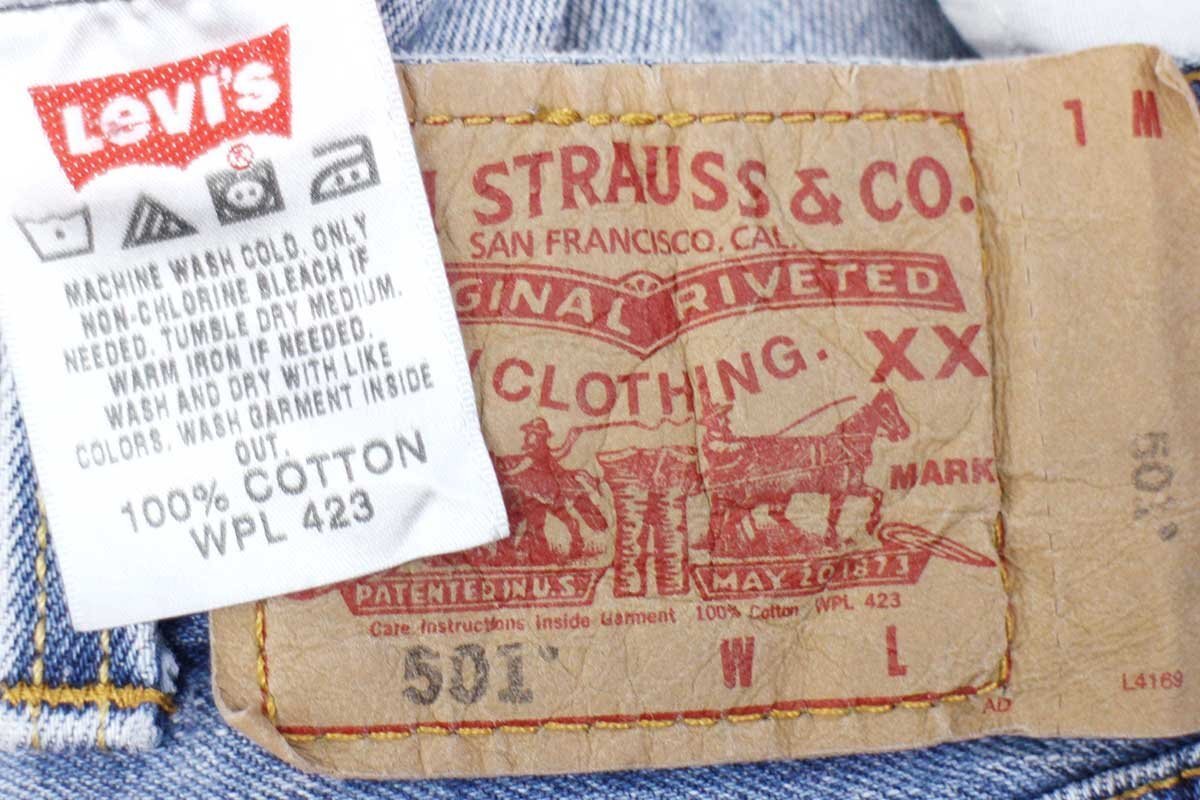 Levi's
®
MACHINE WASH COLD. ONLY
NON-CHLORINE BLEACH IF
NEEDED. TUMBLE DRY MEDIUM.
WARM IRON IF NEEDED.
WASH AND DRY WITH LIKE
COLORS. WASH GARMENT INSIDE
OUT.
100% COTTON
WPL 423
STRAUSS & CO.
SAN FRANCISCO, CAL.
GINAL RIVETED
CLOTHING. XX
MARK
PATENTED IN U.S. MAY 20 1873
Care Instructions Inside Garment 100% Cotton WPL 423
501 W L
AD
1 M
501
L4169